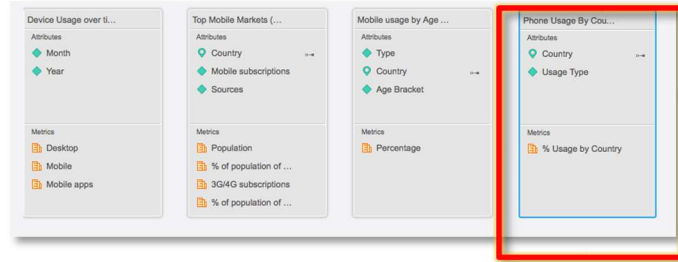 Device Usage over ti...
Attributes
Month
Year
Metrics
Desktop
Mobile
Mobile apps
Top Mobile Markets (...
Attributes
Country
Mobile subscriptions
Sources
Metrics
Population
% of population of ...
3G/4G subscriptions
% of population of ...
Mobile usage by Age ...
Attributes
Type
Country
Age Bracket
Metrics
Percentage
Phone Usage By Cou...
Attributes
Country
Usage Type
Metrics
% Usage by Country